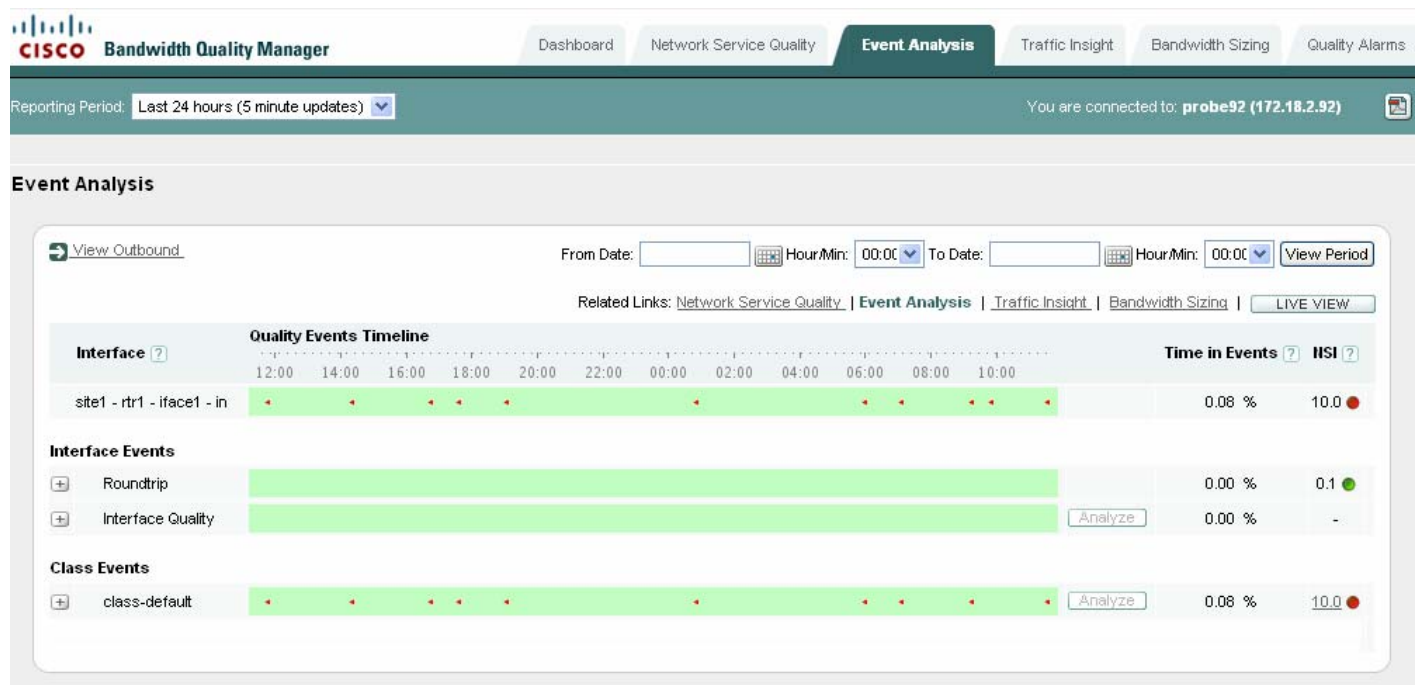 CISCO Bandwidth Quality Manager
Dashboard Network Service Quality Event Analysis Traffic Insight Bandwidth Sizing Quality Alarms
Reporting Period: Last 24 hours (5 minute updates) You are connected to: probe92 (172.18.2.92)
Event Analysis
View Outbound From Date: Hour/Min: 00:00 To Date: Hour/Min: 00:00 View Period
Related Links: Network Service Quality | Event Analysis | Traffic Insight | Bandwidth Sizing | LIVE VIEW
Interface ? Quality Events Timeline Time in Events ? NSI ?
12:00 14:00 16:00 18:00 20:00 22:00 00:00 02:00 04:00 06:00 08:00 10:00
site1 - rtr1 - iface1 - in 0.08 % 10.0
Interface Events
+ Roundtrip 0.00 % 0.1
+ Interface Quality Analyze 0.00 % -
Class Events
+ class-default Analyze 0.08 % 10.0